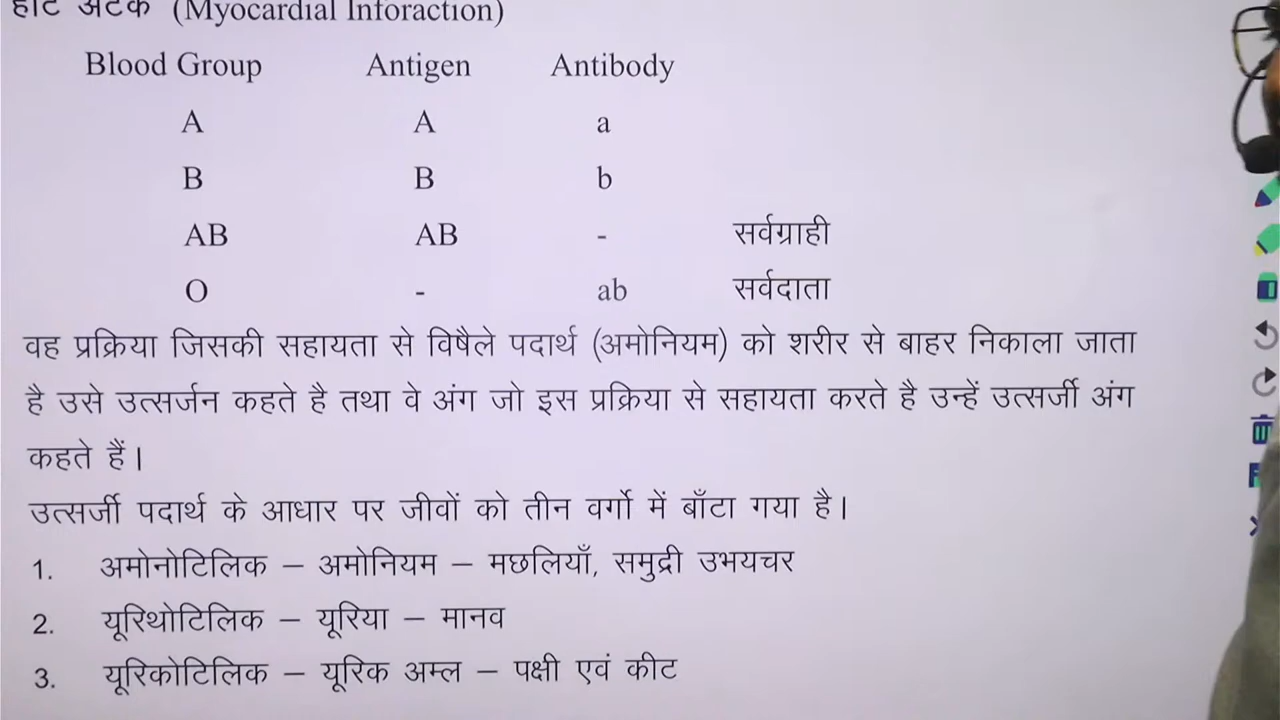 हार्ट अटैक (Myocardial Inforaction)
Blood Group Antigen Antibody
A A a
B B b
AB AB - सर्वग्राही
O - ab सर्वदाता
वह प्रक्रिया जिसकी सहायता से विषैले पदार्थ (अमोनियम) को शरीर से बाहर निकाला जाता
है उसे उत्सर्जन कहते है तथा वे अंग जो इस प्रक्रिया से सहायता करते है उन्हें उत्सर्जी अंग
कहते हैं।
उत्सर्जी पदार्थ के आधार पर जीवों को तीन वर्गो में बाँटा गया है।
1. अमोनोटिलिक – अमोनियम – मछलियाँ, समुद्री उभयचर
2. यूरिथोटिलिक – यूरिया – मानव
3. यूरिकोटिलिक – यूरिक अम्ल – पक्षी एवं कीट